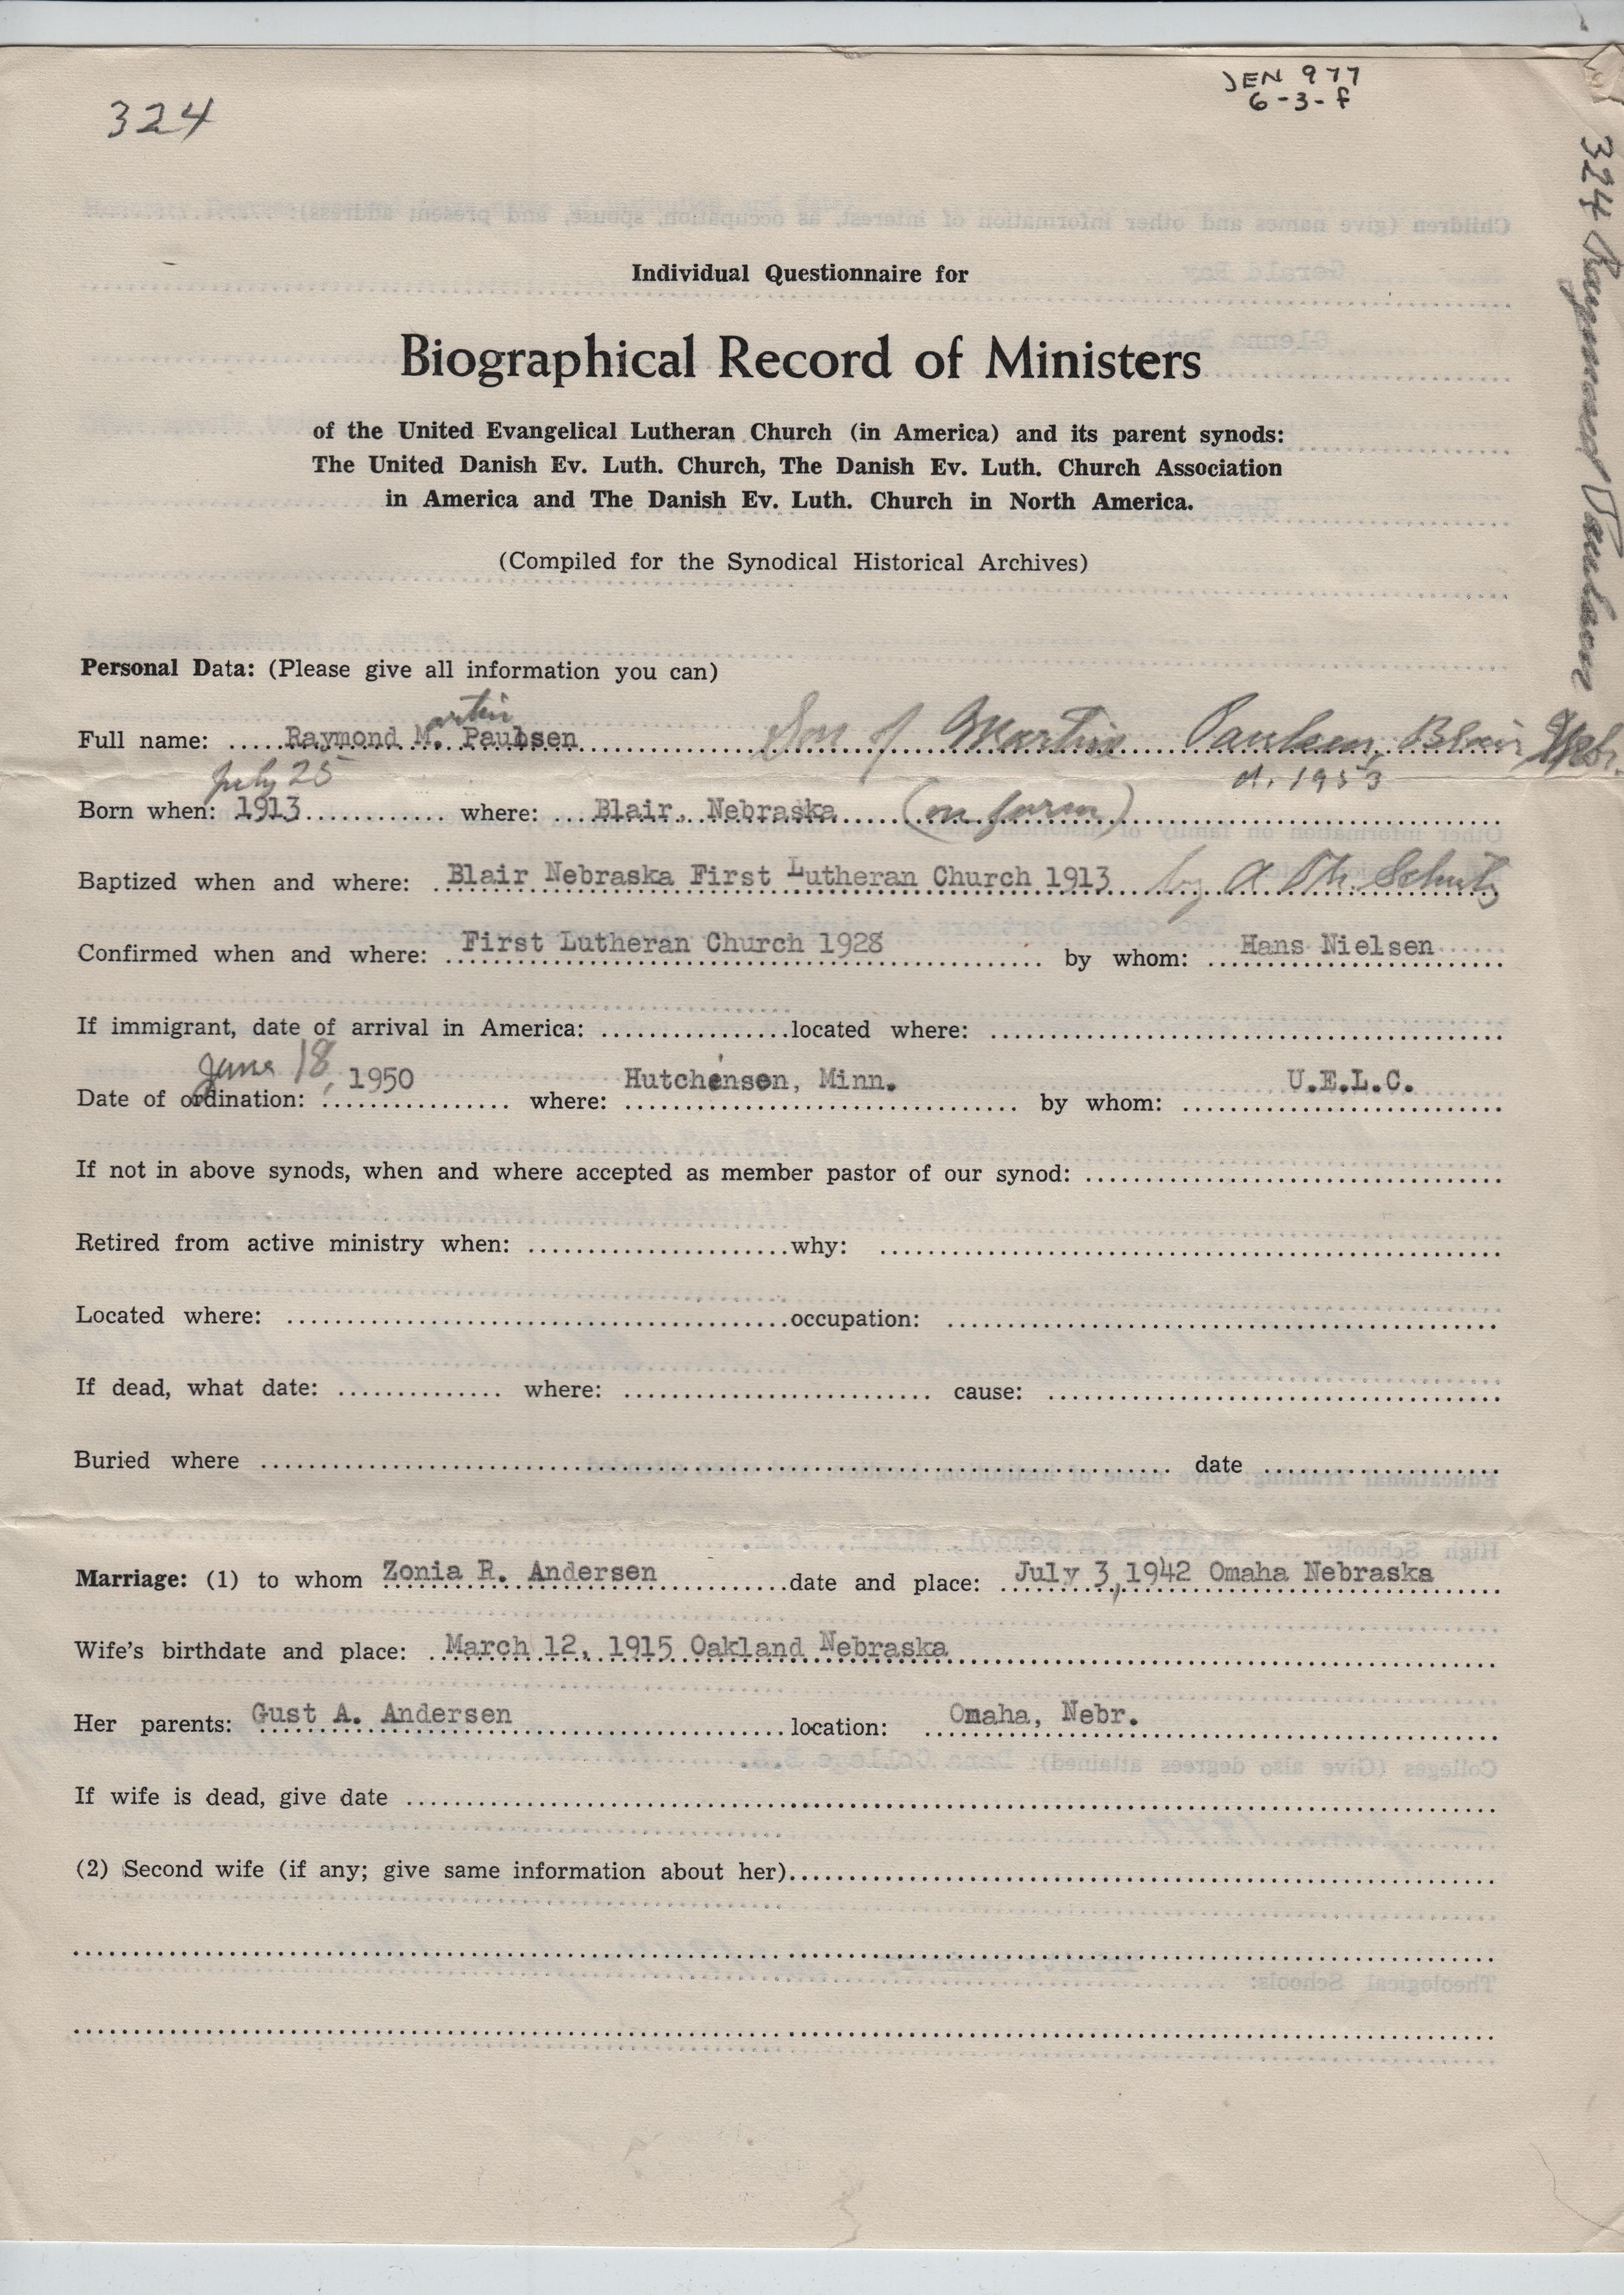 JEN 977
6-3-f
324
324 Raymond Paulsen
Individual Questionnaire for
Biographical Record of Ministers
of the United Evangelical Lutheran Church (in America) and its parent synods:
The United Danish Ev. Luth. Church, The Danish Ev. Luth. Church Association
in America and The Danish Ev. Luth. Church in North America.
(Compiled for the Synodical Historical Archives)
Personal Data: (Please give all information you can)
artin
Full name: Raymond M. Paulsen Son of Martin Paulsen, Blair Nebr.
July 25 d. 1953
Born when: 1913 where: Blair, Nebraska (on farm)
Baptized when and where: Blair Nebraska First Lutheran Church 1913 by A Th. Schultz
Confirmed when and where: First Lutheran Church 1928 by whom: Hans Nielsen
If immigrant, date of arrival in America: located where:
Date of ordination: June 18, 1950 where: Hutchenson, Minn. by whom: U.E.L.C.
If not in above synods, when and where accepted as member pastor of our synod:
Retired from active ministry when: why:
Located where: occupation:
If dead, what date: where: cause:
Buried where date
Marriage: (1) to whom Zonia R. Andersen date and place: July 3, 1942 Omaha Nebraska
Wife's birthdate and place: March 12, 1915 Oakland Nebraska
Her parents: Gust A. Andersen location: Omaha, Nebr.
If wife is dead, give date
(2) Second wife (if any; give same information about her)